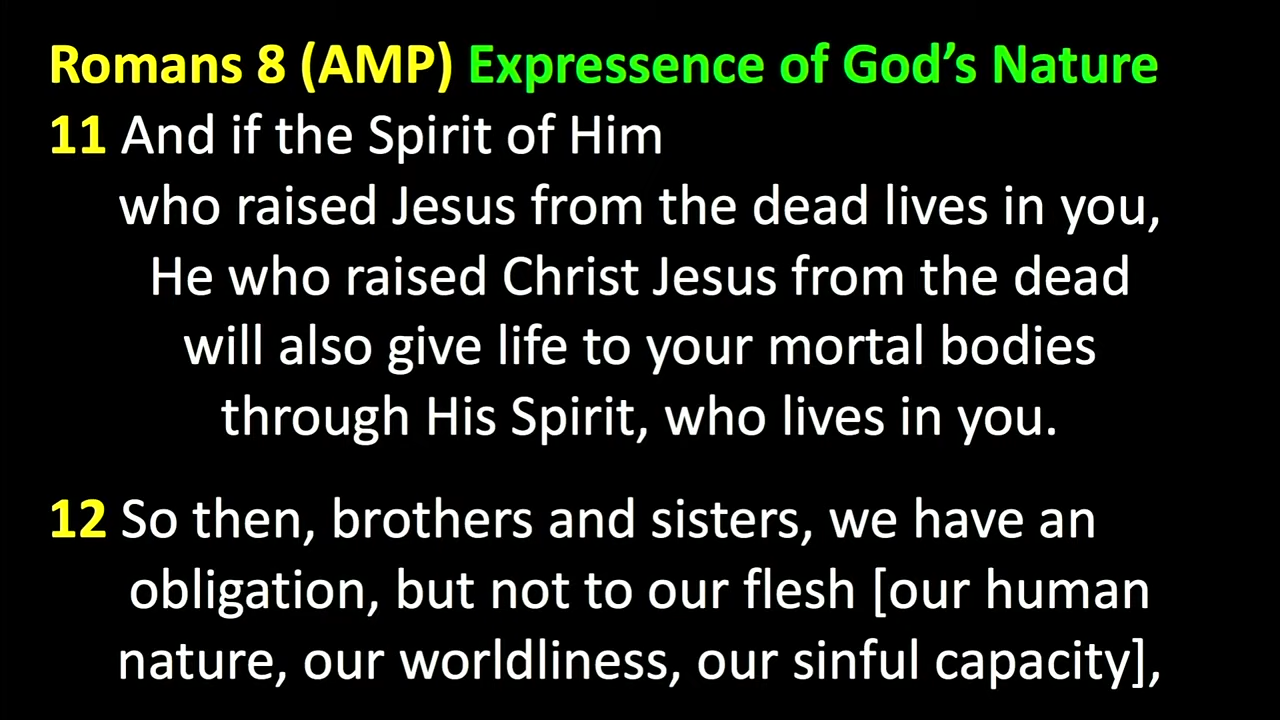 Romans 8 (AMP) Expressence of God’s Nature
11 And if the Spirit of Him
who raised Jesus from the dead lives in you,
He who raised Christ Jesus from the dead
will also give life to your mortal bodies
through His Spirit, who lives in you.
12 So then, brothers and sisters, we have an
obligation, but not to our flesh [our human
nature, our worldliness, our sinful capacity],